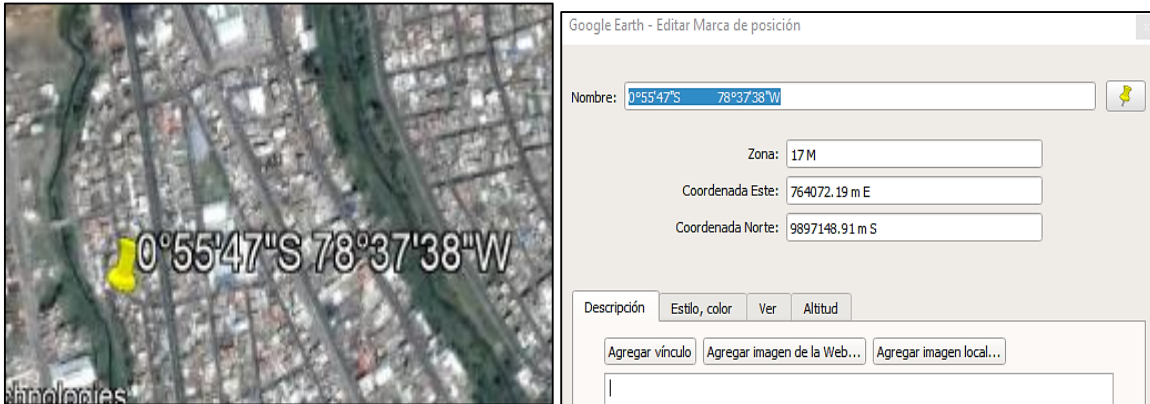 0°55'47"S 78°37'38"W
chnologies
Google Earth - Editar Marca de posición
Nombre: 0°55'47"S 78°37'38"W
Zona: 17 M
Coordenada Este: 764072.19 m E
Coordenada Norte: 9897148.91 m S
Descripción Estilo, color Ver Altitud
Agregar vínculo Agregar imagen de la Web... Agregar imagen local...